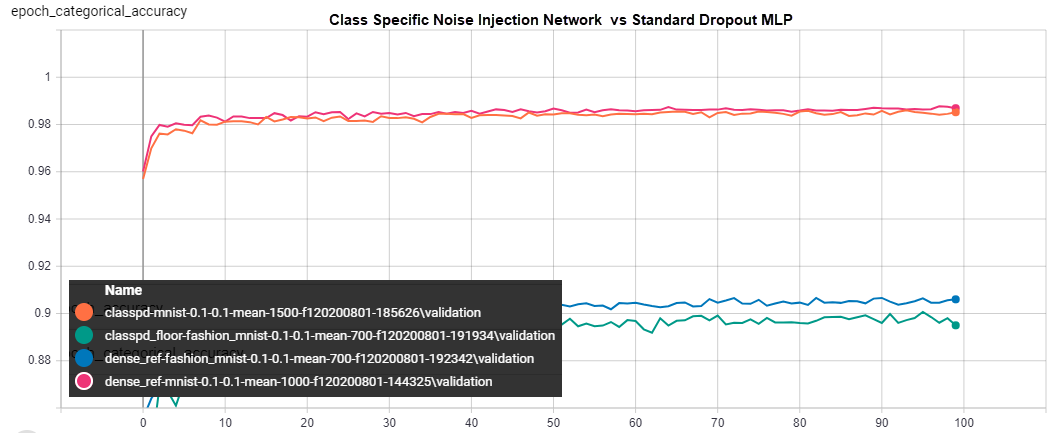 epoch_categorical_accuracy
Class Specific Noise Injection Network vs Standard Dropout MLP
1
0.98
0.96
0.94
0.92
0.9
0.88
Name
classpd-mnist-0.1-0.1-mean-1500-f120200801-185626\validation
classpd_floor-fashion_mnist-0.1-0.1-mean-700-f120200801-191934\validation
dense_ref-fashion_mnist-0.1-0.1-mean-700-f120200801-192342\validation
dense_ref-mnist-0.1-0.1-mean-1000-f120200801-144325\validation
0 10 20 30 40 50 60 70 80 90 100